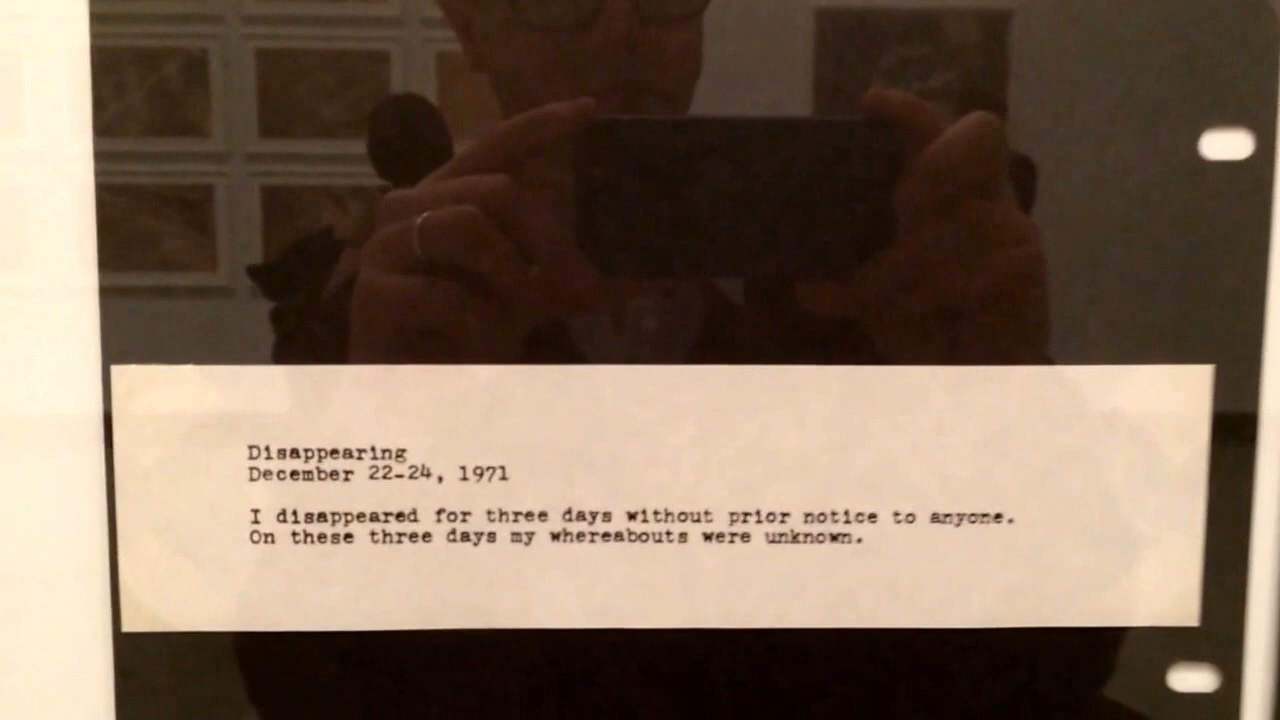 Disappearing
December 22-24, 1971
I disappeared for three days without prior notice to anyone.
On these three days my whereabouts were unknown.